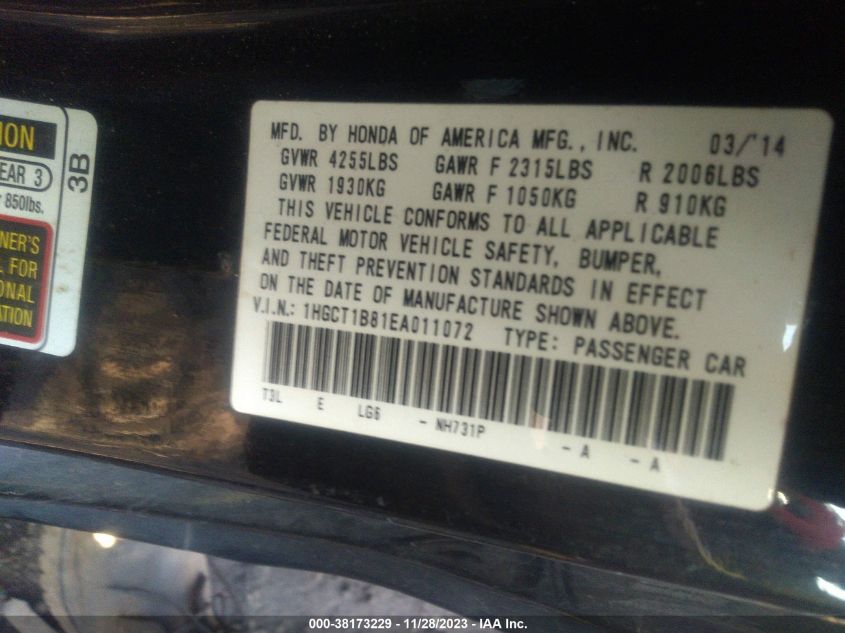 ION
EAR 3
850lbs.
3B
NER'S
L FOR
ONAL
ATION
MFD. BY HONDA OF AMERICA MFG., INC. 03/'14
GVWR 4255LBS GAWR F 2315LBS R 2006LBS
GVWR 1930KG GAWR F 1050KG R 910KG
THIS VEHICLE CONFORMS TO ALL APPLICABLE
FEDERAL MOTOR VEHICLE SAFETY, BUMPER,
AND THEFT PREVENTION STANDARDS IN EFFECT
ON THE DATE OF MANUFACTURE SHOWN ABOVE.
V.I.N.: 1HGCT1B81EA011072 TYPE: PASSENGER CAR
T3L E LG6 - NH731P - A - A
000-38173229 - 11/28/2023 - IAA Inc.